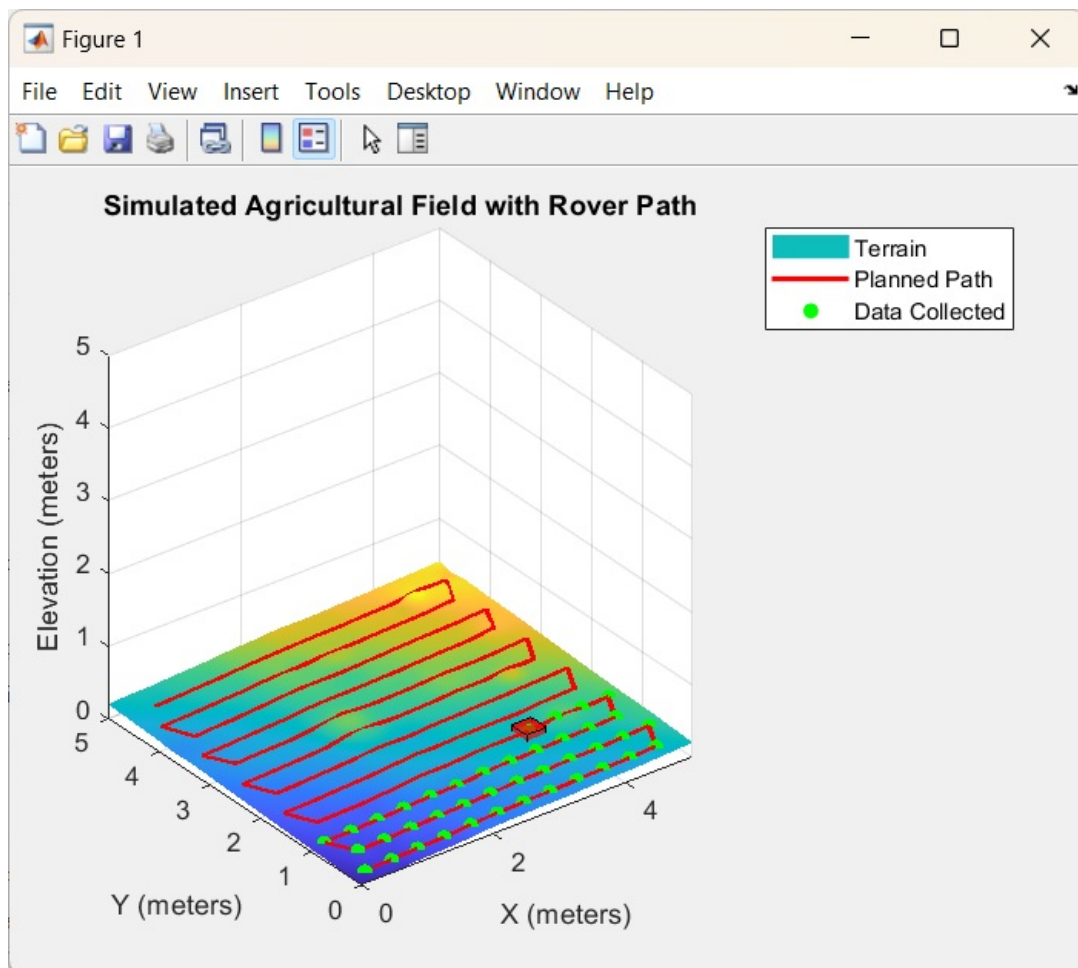 Figure 1
File Edit View Insert Tools Desktop Window Help
Simulated Agricultural Field with Rover Path
Terrain
Planned Path
Data Collected
5
4
3
2
1
0
Elevation (meters)
5
4
3
2
1
0
Y (meters)
0
2
4
X (meters)